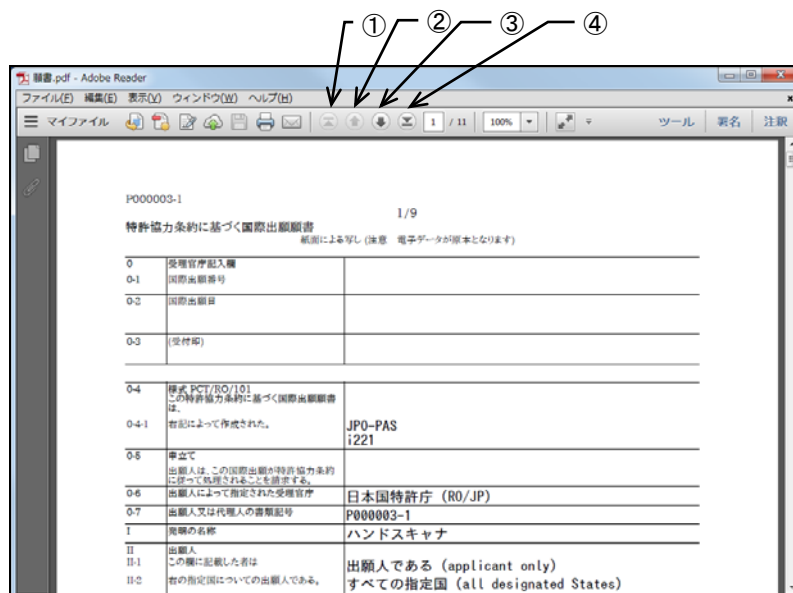 ① ② ③ ④
願書.pdf - Adobe Reader
ファイル(F) 編集(E) 表示(V) ウィンドウ(W) ヘルプ(H)
マイファイル 1 / 11 100% ツール 署名 注釈
P000003-1
1/9
特許協力条約に基づく国際出願願書
紙面による写し (注意 電子データが原本となります)
0 受理官庁記入欄
0-1 国際出願番号
0-2 国際出願日
0-3 (受付印)
0-4 様式 PCT/RO/101
この特許協力条約に基づく国際出願願書
は、
0-4-1 右記によって作成された。 JPO-PAS
i221
0-5 申立て
出願人は、この国際出願が特許協力条約
に従って処理されることを請求する。
0-6 出願人によって指定された受理官庁 日本国特許庁 (RO/JP)
0-7 出願人又は代理人の書類記号 P000003-1
I 発明の名称 ハンドスキャナ
II 出願人
II-1 この欄に記載した者は 出願人である (applicant only)
II-2 右の指定国についての出願人である。 すべての指定国 (all designated States)